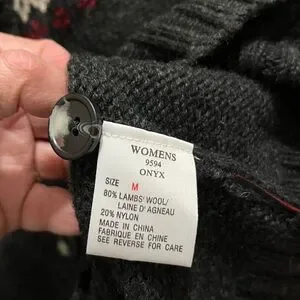 WOMENS
9594
ONYX
SIZE M
80% LAMBS' WOOL/
LAINE D'AGNEAU
20% NYLON
MADE IN CHINA
FABRIQUE EN CHINE
SEE REVERSE FOR CARE